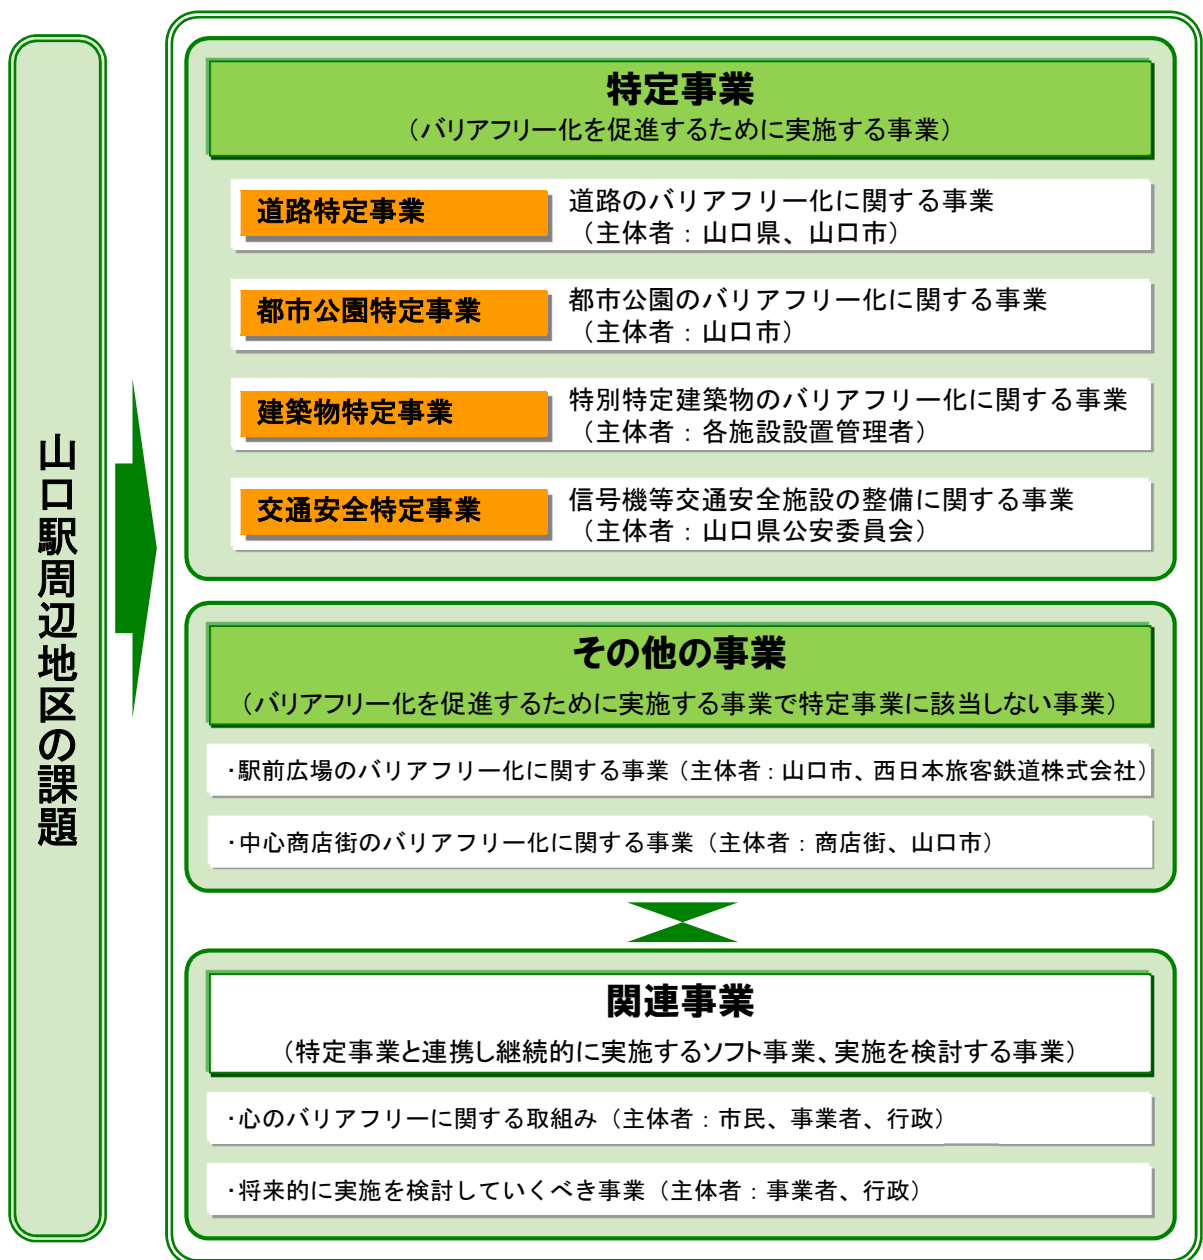 山口駅周辺地区の課題
特定事業
（バリアフリー化を促進するために実施する事業）
道路特定事業
道路のバリアフリー化に関する事業
（主体者：山口県、山口市）
都市公園特定事業
都市公園のバリアフリー化に関する事業
（主体者：山口市）
建築物特定事業
特別特定建築物のバリアフリー化に関する事業
（主体者：各施設設置管理者）
交通安全特定事業
信号機等交通安全施設の整備に関する事業
（主体者：山口県公安委員会）
その他の事業
（バリアフリー化を促進するために実施する事業で特定事業に該当しない事業）
・駅前広場のバリアフリー化に関する事業（主体者：山口市、西日本旅客鉄道株式会社）
・中心商店街のバリアフリー化に関する事業（主体者：商店街、山口市）
関連事業
（特定事業と連携し継続的に実施するソフト事業、実施を検討する事業）
・心のバリアフリーに関する取組み（主体者：市民、事業者、行政）
・将来的に実施を検討していくべき事業（主体者：事業者、行政）